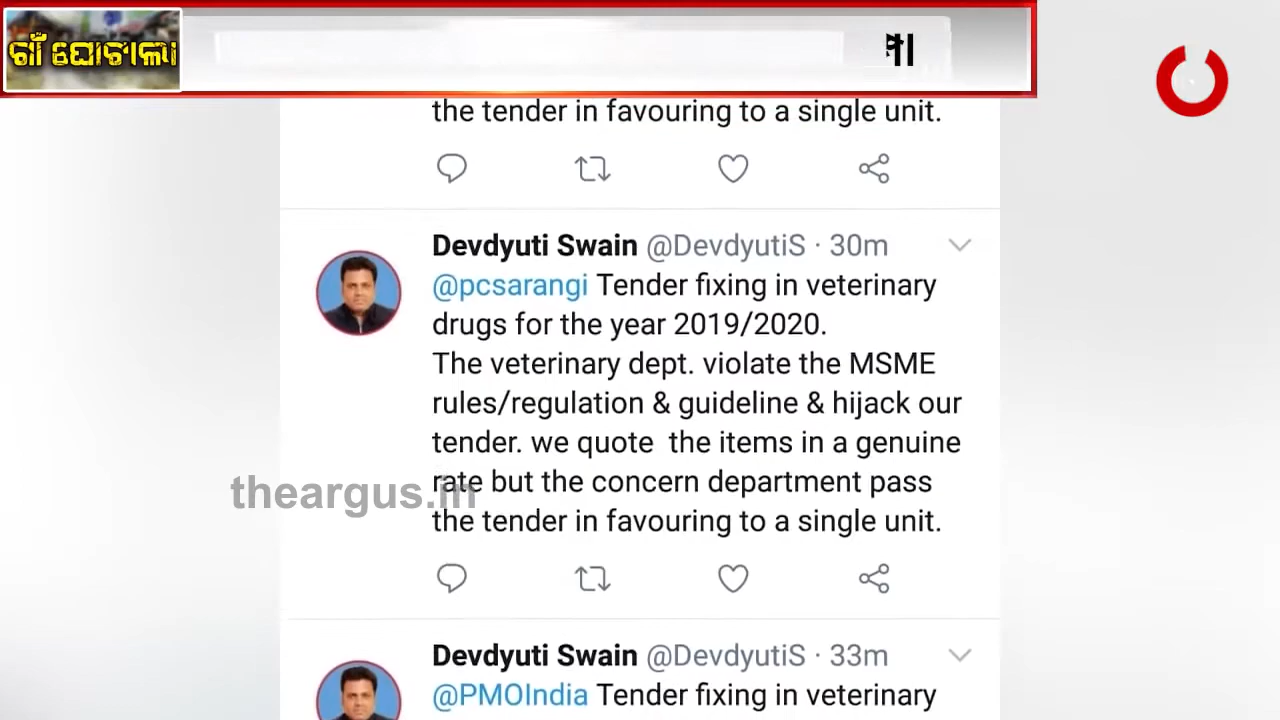 ଗାଁ ଘୋଟାଲା
the tender in favouring to a single unit.
Devdyuti Swain @DevdyutiS · 30m
@pcsarangi Tender fixing in veterinary
drugs for the year 2019/2020.
The veterinary dept. violate the MSME
rules/regulation & guideline & hijack our
tender. we quote  the items in a genuine
rate but the concern department pass
the tender in favouring to a single unit.
theargus.in
Devdyuti Swain @DevdyutiS · 33m
@PMOIndia Tender fixing in veterinary